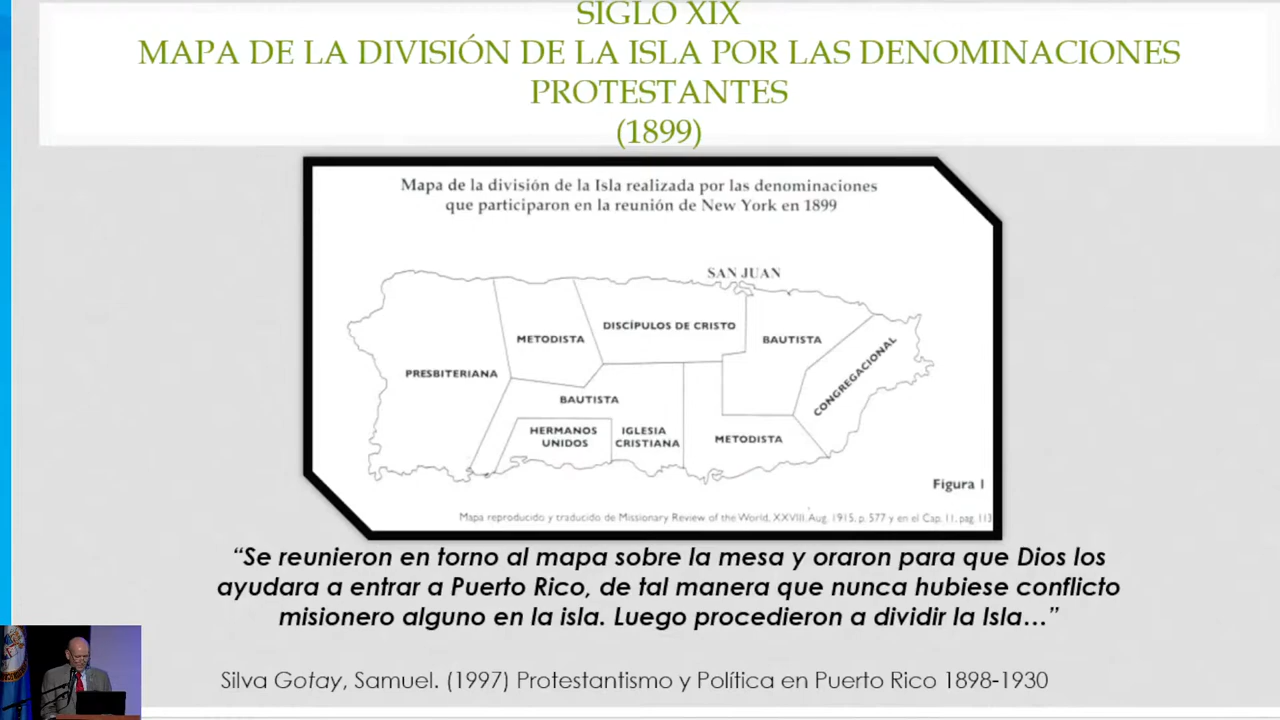 SIGLO XIX
MAPA DE LA DIVISIÓN DE LA ISLA POR LAS DENOMINACIONES
PROTESTANTES
(1899)
Mapa de la división de la Isla realizada por las denominaciones
que participaron en la reunión de New York en 1899
SAN JUAN
DISCÍPULOS DE CRISTO
METODISTA
BAUTISTA
CONGREGACIONAL
PRESBITERIANA
BAUTISTA
HERMANOS
UNIDOS
IGLESIA
CRISTIANA
METODISTA
Figura 1
Mapa reproducido y traducido de Missionary Review of the World, XXVIII, Aug. 1915. p. 577 y en el Cap. 11, pag. 113
“Se reunieron en torno al mapa sobre la mesa y oraron para que Dios los
ayudara a entrar a Puerto Rico, de tal manera que nunca hubiese conflicto
misionero alguno en la isla. Luego procedieron a dividir la Isla…”
Silva Gotay, Samuel. (1997) Protestantismo y Política en Puerto Rico 1898-1930